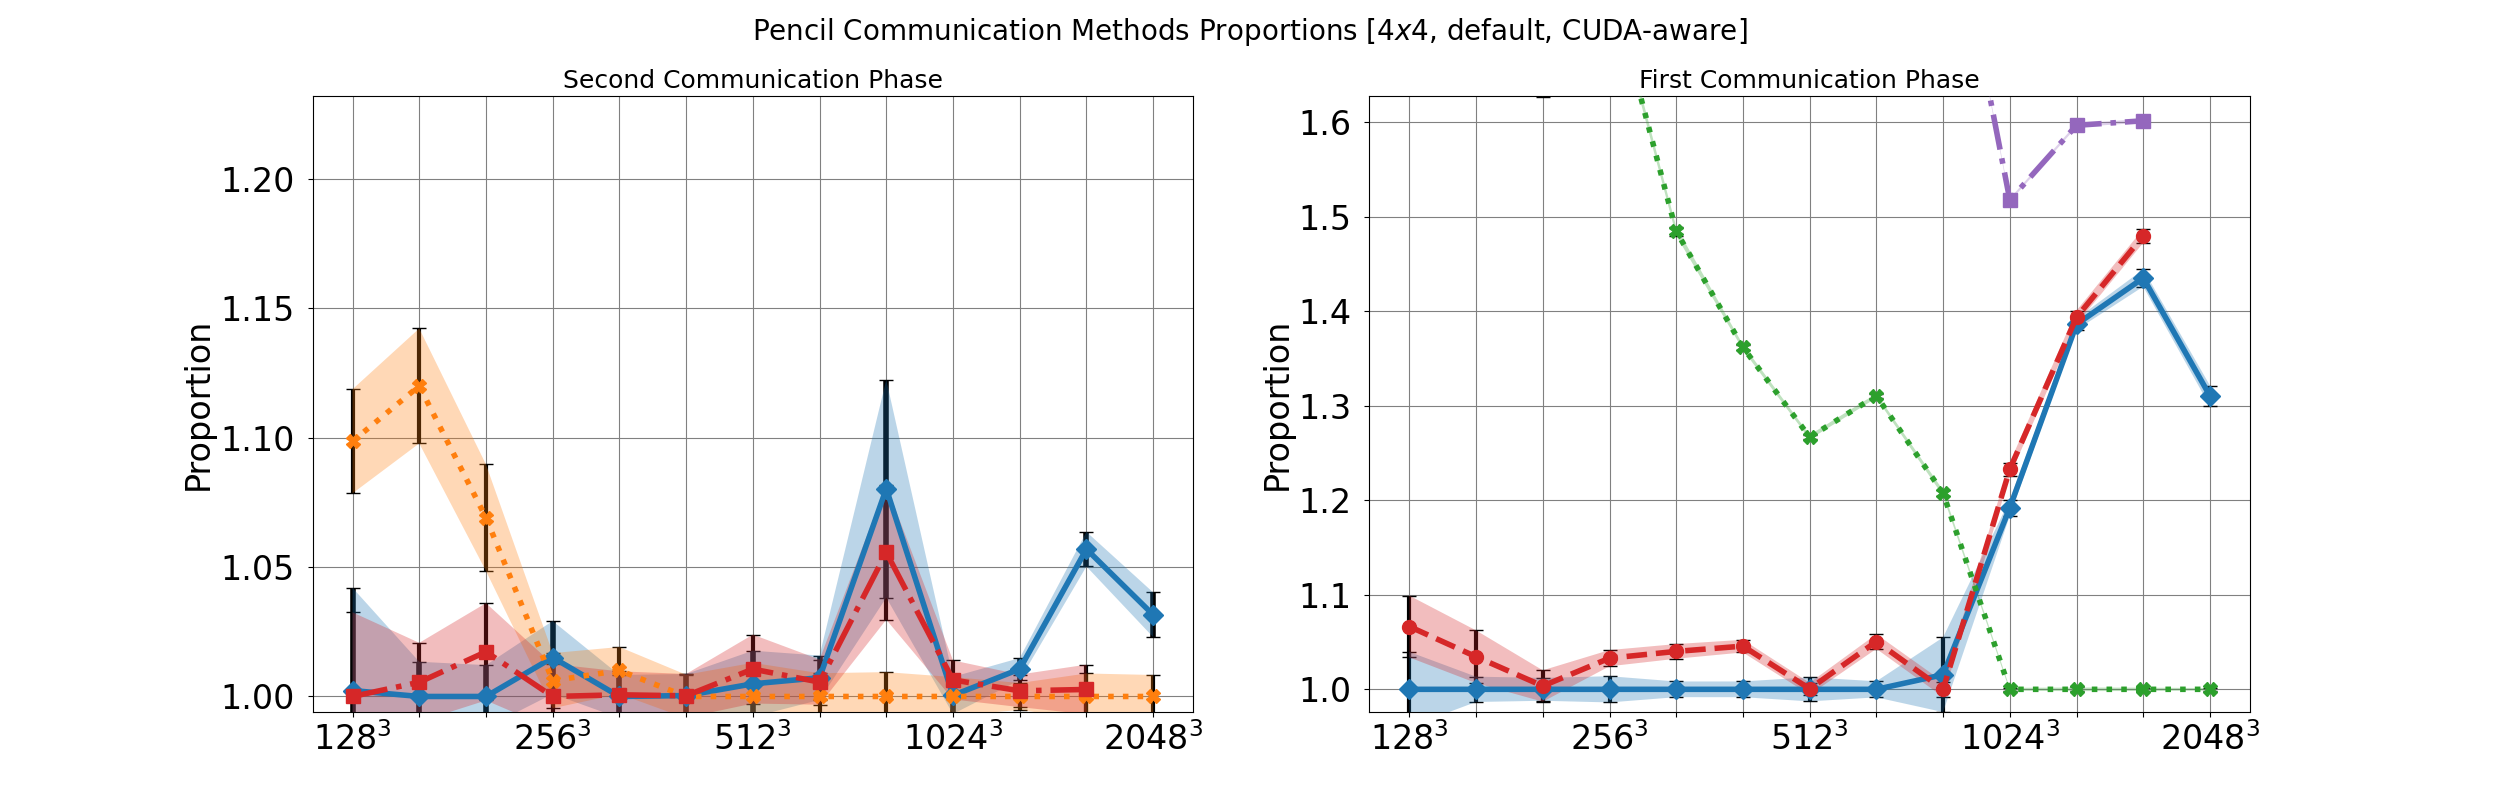 Pencil Communication Methods Proportions [4x4, default, CUDA-aware]
Second Communication Phase
Proportion
1.20
1.15
1.10
1.05
1.00
128³ 256³ 512³ 1024³ 2048³
First Communication Phase
Proportion
1.6
1.5
1.4
1.3
1.2
1.1
1.0
128³ 256³ 512³ 1024³ 2048³